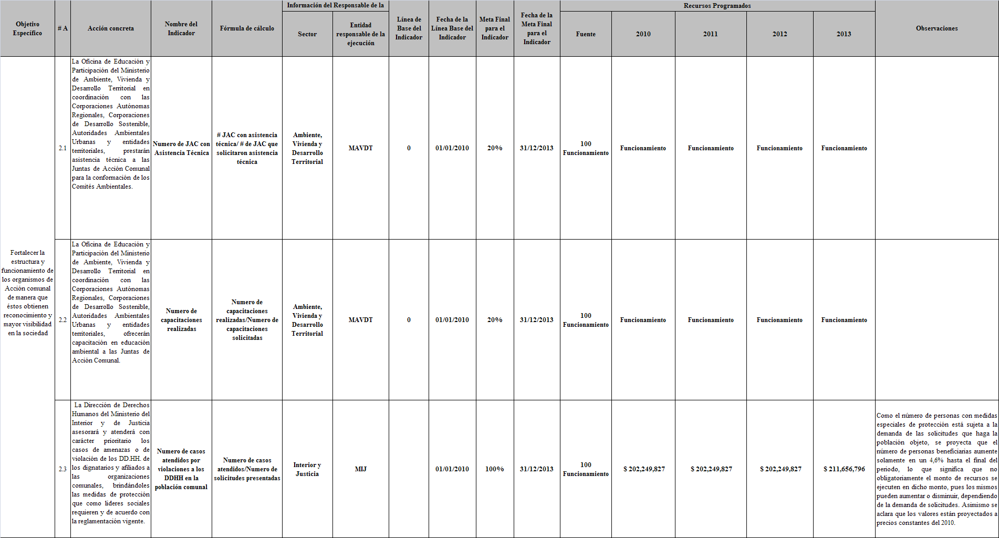 Objetivo
Específico
# A
Acción concreta
Nombre del
Indicador
Fórmula de cálculo
Información del Responsable de la
Sector
Entidad
responsable de la
ejecución
Línea de
Base del
Indicador
Fecha de la
Línea Base del
Indicador
Meta Final
para el
Indicador
Fecha de la
Meta Final
para el
Indicador
Recursos Programados
Fuente
2010
2011
2012
2013
Observaciones
Fortalecer la
estructura y
funcionamiento de
los organismos de
Acción comunal
de manera que
éstos obtienen
reconocimiento y
mayor visibilidad
en la sociedad
2.1
La Oficina de Educación y
Participación del Ministerio
de Ambiente, Vivienda y
Desarrollo Territorial en
coordinación con las
Corporaciones Autónomas
Regionales, Corporaciones
de Desarrollo Sostenible,
Autoridades Ambientales
Urbanas y entidades
territoriales, prestarán
asistencia técnica a las
Juntas de Acción Comunal
para la conformación de los
Comités Ambientales.
Numero de JAC con
Asistencia Técnica
# JAC con asistencia
técnica/ # de JAC que
solicitaron asistencia
técnica
Ambiente,
Vivienda y
Desarrollo
Territorial
MAVDT
0
01/01/2010
20%
31/12/2013
100
Funcionamiento
Funcionamiento
Funcionamiento
Funcionamiento
Funcionamiento
2.2
La Oficina de Educación y
Participación del Ministerio
de Ambiente, Vivienda y
Desarrollo Territorial en
coordinación con las
Corporaciones Autónomas
Regionales, Corporaciones
de Desarrollo Sostenible,
Autoridades Ambientales
Urbanas y entidades
territoriales, ofrecerán
capacitación en educación
ambiental a las Juntas de
Acción Comunal.
Numero de
capacitaciones
realizadas
Numero de
capacitaciones
realizadas/Numero de
capacitaciones
solicitadas
Ambiente,
Vivienda y
Desarrollo
Territorial
MAVDT
0
01/01/2010
20%
31/12/2013
100
Funcionamiento
Funcionamiento
Funcionamiento
Funcionamiento
Funcionamiento
2.3
La Dirección de Derechos
Humanos del Ministerio del
Interior y de Justicia
asesorará y atenderá con
carácter prioritario los
casos de amenazas o de
violación de los DD.HH. de
los dignatarios y afiliados a
las organizaciones
comunales, brindándoles
las medidas de protección
que como líderes sociales
requieren y de acuerdo con
la reglamentación vigente.
Numero de casos
atendidos por
violaciones a los
DDHH en la
población comunal
Numero de casos
atendidos/Numero de
solicitudes presentadas
Interior y
Justicia
MIJ
01/01/2010
100%
31/12/2013
100
Funcionamiento
$ 202,249,827
$ 202,249,827
$ 202,249,827
$ 211,656,796
Como el número de personas con medidas
especiales de protección está sujeta a la
demanda de las solicitudes que haga la
población objeto, se proyecta que el
número de personas beneficiarias aumente
solamente en un 4,6% hasta el final del
periodo, lo que significa que no
obligatoriamente el monto de recursos se
ejecuten en dicho monto, pues los mismos
pueden aumentar o disminuir, dependiendo
de la demanda de solicitudes. Asimismo se
aclara que los valores están proyectados a
precios constantes del 2010.